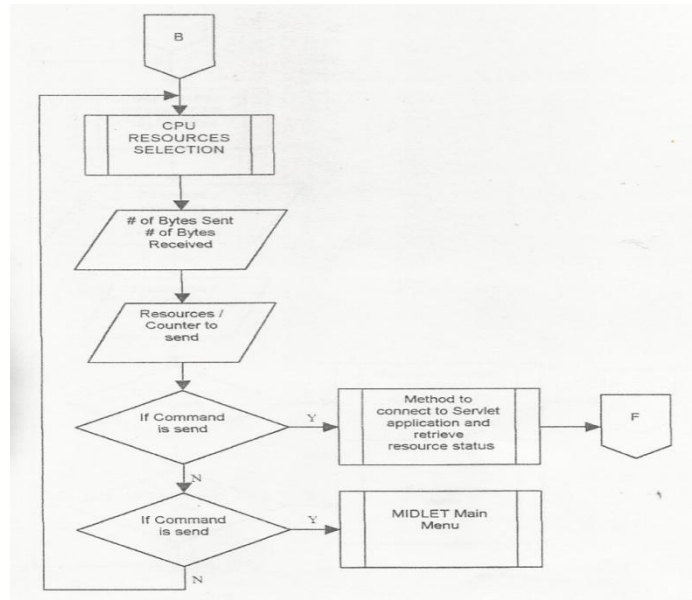 B
CPU
RESOURCES
SELECTION
# of Bytes Sent
# of Bytes
Received
Resources /
Counter to
send
If Command
is send
Y
Method to
connect to Servlet
application and
retrieve
resource status
F
N
If Command
is send
Y
MIDLET Main
Menu
N